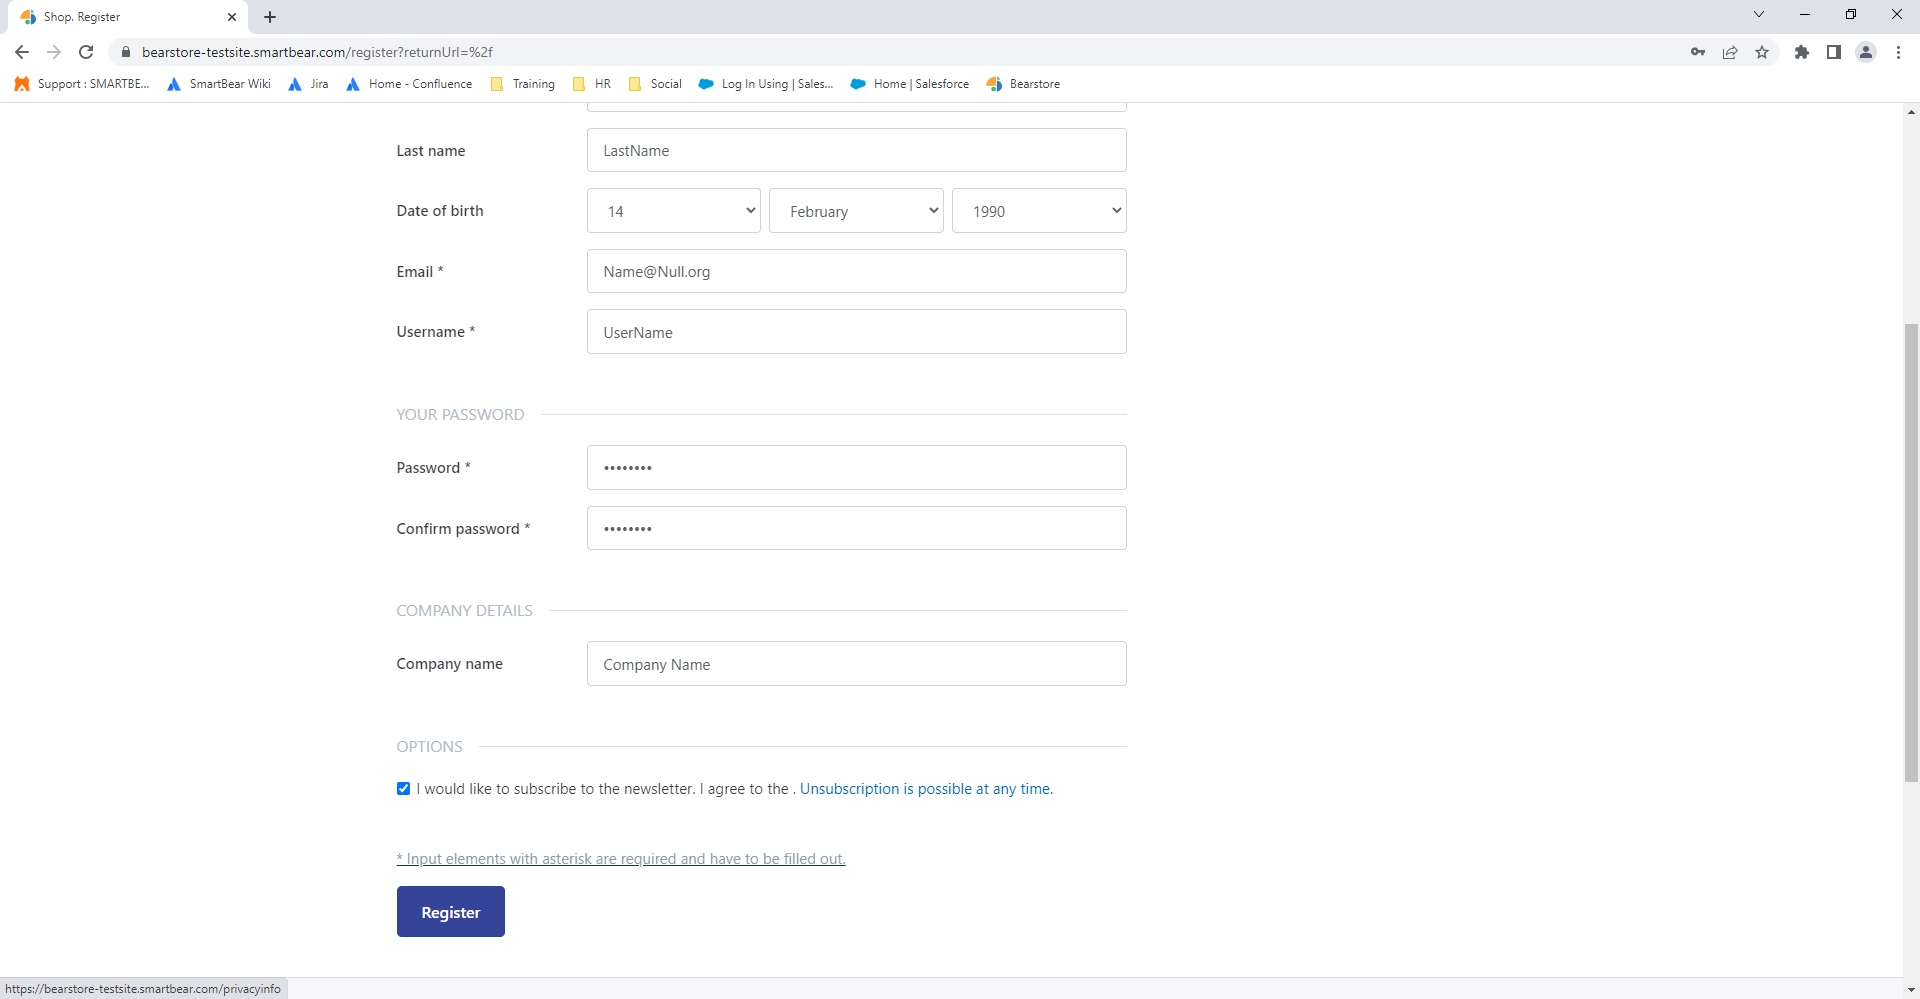 Shop. Register
bearstore-testsite.smartbear.com/register?returnUrl=%2f
Support : SMARTBE... SmartBear Wiki Jira Home - Confluence Training HR Social Log In Using | Sales... Home | Salesforce Bearstore
Last name LastName
Date of birth 14 February 1990
Email * Name@Null.org
Username * UserName
YOUR PASSWORD
Password * ••••••••
Confirm password * ••••••••
COMPANY DETAILS
Company name Company Name
OPTIONS
I would like to subscribe to the newsletter. I agree to the . Unsubscription is possible at any time.
* Input elements with asterisk are required and have to be filled out.
Register
https://bearstore-testsite.smartbear.com/privacyinfo